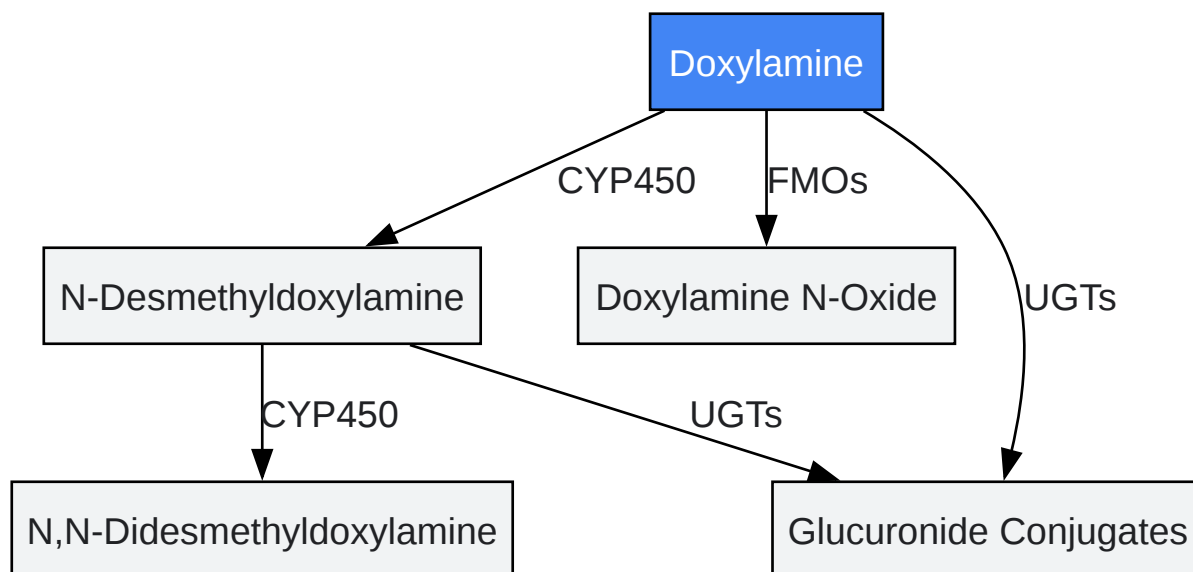 Doxylamine
CYP450
FMOs
N-Desmethyldoxylamine
Doxylamine N-Oxide
UGTs
CYP450
UGTs
N,N-Didesmethyldoxylamine
Glucuronide Conjugates